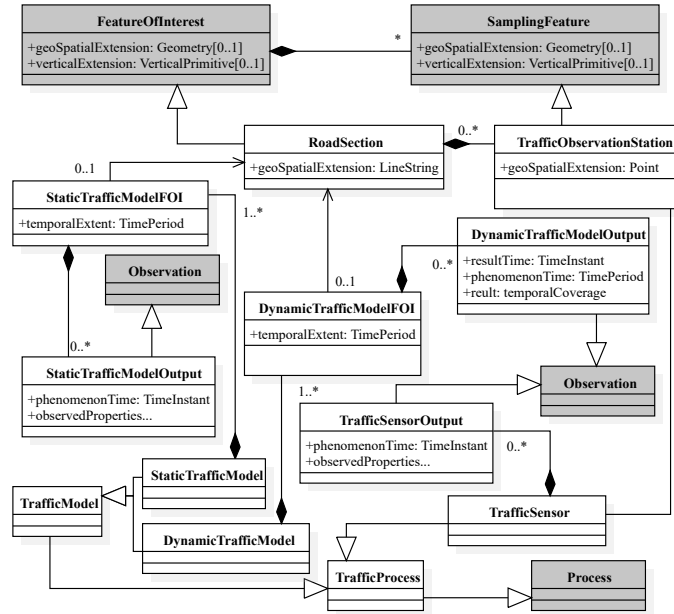 FeatureOfInterest
+geoSpatialExtension: Geometry[0..1]
+verticalExtension: VerticalPrimitive[0..1]
*
SamplingFeature
+geoSpatialExtension: Geometry[0..1]
+verticalExtension: VerticalPrimitive[0..1]
RoadSection
+geoSpatialExtension: LineString
0..*
TrafficObservationStation
+geoSpatialExtension: Point
0..1
StaticTrafficModelFOI
+temporalExtent: TimePeriod
1..*
DynamicTrafficModelOutput
+resultTime: TimeInstant
+phenomenonTime: TimePeriod
+reult: temporalCoverage
0..*
Observation
0..1
DynamicTrafficModelFOI
+temporalExtent: TimePeriod
0..*
StaticTrafficModelOutput
+phenomenonTime: TimeInstant
+observedProperties...
1..*
Observation
TrafficSensorOutput
+phenomenonTime: TimeInstant
+observedProperties...
0..*
StaticTrafficModel
TrafficModel
TrafficSensor
DynamicTrafficModel
TrafficProcess
Process